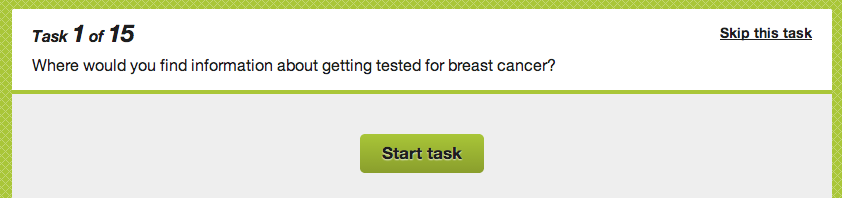 Task 1 of 15
Skip this task
Where would you find information about getting tested for breast cancer?
Start task